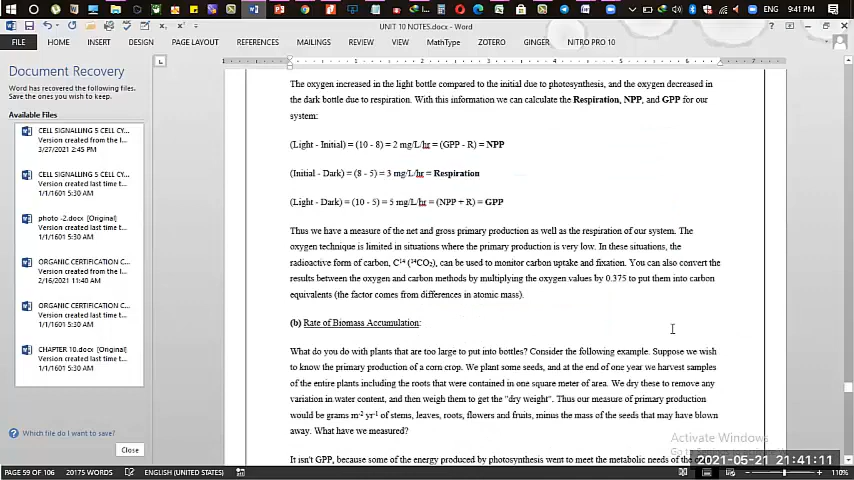 UNIT 10 NOTES.docx - Word
ENG 9:41 PM
FILE HOME INSERT DESIGN PAGE LAYOUT REFERENCES MAILINGS REVIEW VIEW MathType ZOTERO GINGER NITRO PRO 10
Document Recovery
Word has recovered the following files.
Save the ones you wish to keep.
Available Files
CELL SIGNALLING 5 CELL CY...
Version created from the l...
3/27/2021 2:45 PM
CELL SIGNALLING 5 CELL CY...
Version created last time t...
1/1/1601 5:30 AM
photo -2.docx [Original]
Version created last time t...
1/1/1601 5:30 AM
ORGANIC CERTIFICATION C...
Version created from the l...
2/16/2021 11:40 AM
ORGANIC CERTIFICATION C...
Version created last time t...
1/1/1601 5:30 AM
CHAPTER 10.docx [Original]
Version created last time t...
1/1/1601 5:30 AM
Which file do I want to save?
Close
The oxygen increased in the light bottle compared to the initial due to photosynthesis, and the oxygen decreased in
the dark bottle due to respiration. With this information we can calculate the Respiration, NPP, and GPP for our
system:
(Light - Initial) = (10 - 8) = 2 mg/L/hr = (GPP - R) = NPP
(Initial - Dark) = (8 - 5) = 3 mg/L/hr = Respiration
(Light - Dark) = (10 - 5) = 5 mg/L/hr = (NPP + R) = GPP
Thus we have a measure of the net and gross primary production as well as the respiration of our system. The
oxygen technique is limited in situations where the primary production is very low. In these situations, the
radioactive form of carbon, C¹⁴ (¹⁴CO₂), can be used to monitor carbon uptake and fixation. You can also convert the
results between the oxygen and carbon methods by multiplying the oxygen values by 0.375 to put them into carbon
equivalents (the factor comes from differences in atomic mass).
(b) Rate of Biomass Accumulation:
What do you do with plants that are too large to put into bottles? Consider the following example. Suppose we wish
to know the primary production of a corn crop. We plant some seeds, and at the end of one year we harvest samples
of the entire plants including the roots that were contained in one square meter of area. We dry these to remove any
variation in water content, and then weigh them to get the "dry weight". Thus our measure of primary production
would be grams m⁻² yr⁻¹ of stems, leaves, roots, flowers and fruits, minus the mass of the seeds that may have blown
away. What have we measured?
It isn't GPP, because some of the energy produced by photosynthesis went to meet the metabolic needs of the
Activate Windows
2021-05-21 21:41:11
PAGE 59 OF 106 20175 WORDS ENGLISH (UNITED STATES) 110%